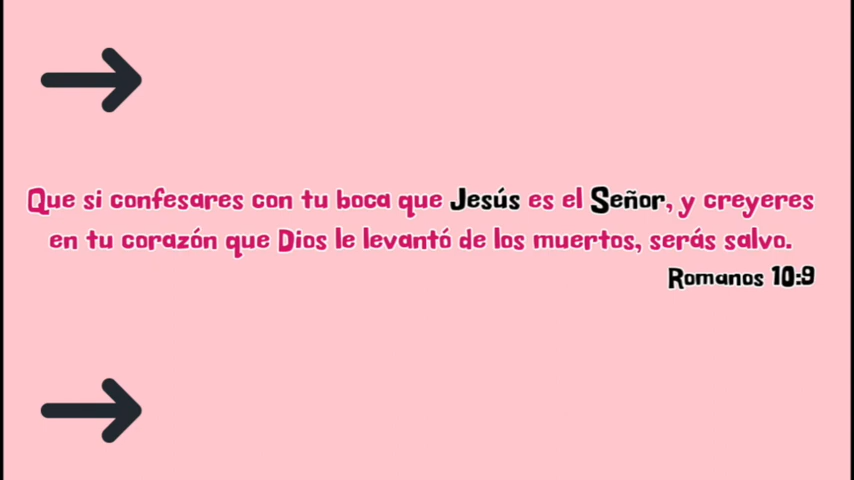 Que si confesares con tu boca que Jesús es el Señor, y creyeres
en tu corazón que Dios le levantó de los muertos, serás salvo.
Romanos 10:9